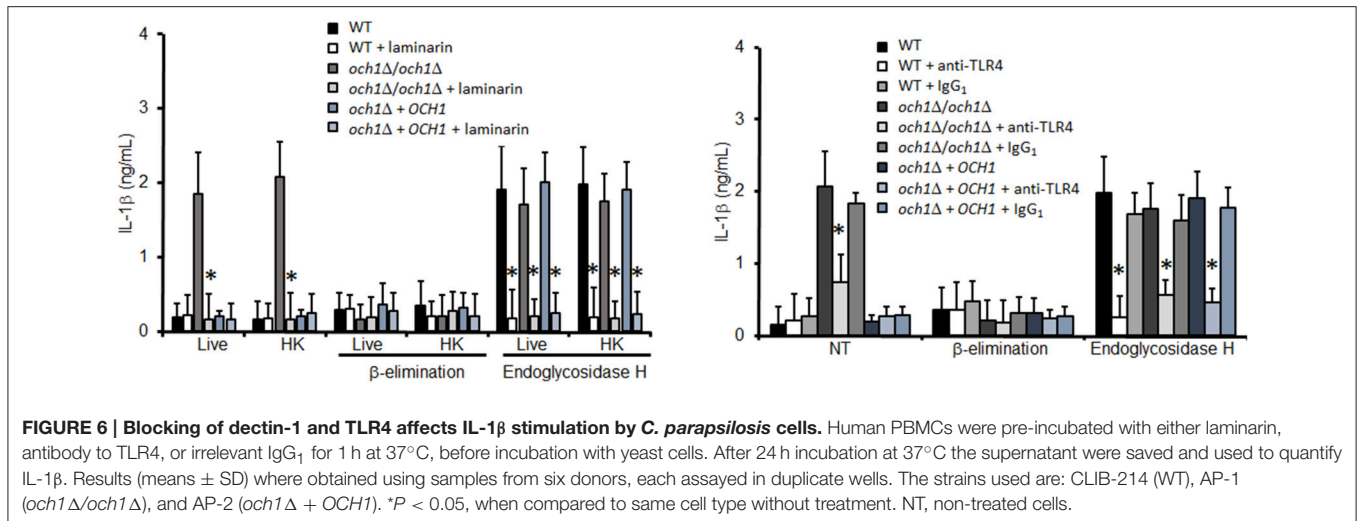 WT
WT + laminarin
och1Δ/och1Δ
och1Δ/och1Δ + laminarin
och1Δ + OCH1
och1Δ + OCH1 + laminarin
IL-1β (ng/mL)
4
3
2
1
0
* * * * * * * *
Live HK Live HK Live HK
β-elimination Endoglycosidase H
WT
WT + anti-TLR4
WT + IgG1
och1Δ/och1Δ
och1Δ/och1Δ + anti-TLR4
och1Δ/och1Δ + IgG1
och1Δ + OCH1
och1Δ + OCH1 + anti-TLR4
och1Δ + OCH1 + IgG1
IL-1β (ng/mL)
4
3
2
1
0
* * * *
NT β-elimination Endoglycosidase H
FIGURE 6 | Blocking of dectin-1 and TLR4 affects IL-1β stimulation by C. parapsilosis cells. Human PBMCs were pre-incubated with either laminarin,
antibody to TLR4, or irrelevant IgG1 for 1 h at 37°C, before incubation with yeast cells. After 24 h incubation at 37°C the supernatant were saved and used to quantify
IL-1β. Results (means ± SD) where obtained using samples from six donors, each assayed in duplicate wells. The strains used are: CLIB-214 (WT), AP-1
(och1Δ/och1Δ), and AP-2 (och1Δ + OCH1). *P < 0.05, when compared to same cell type without treatment. NT, non-treated cells.